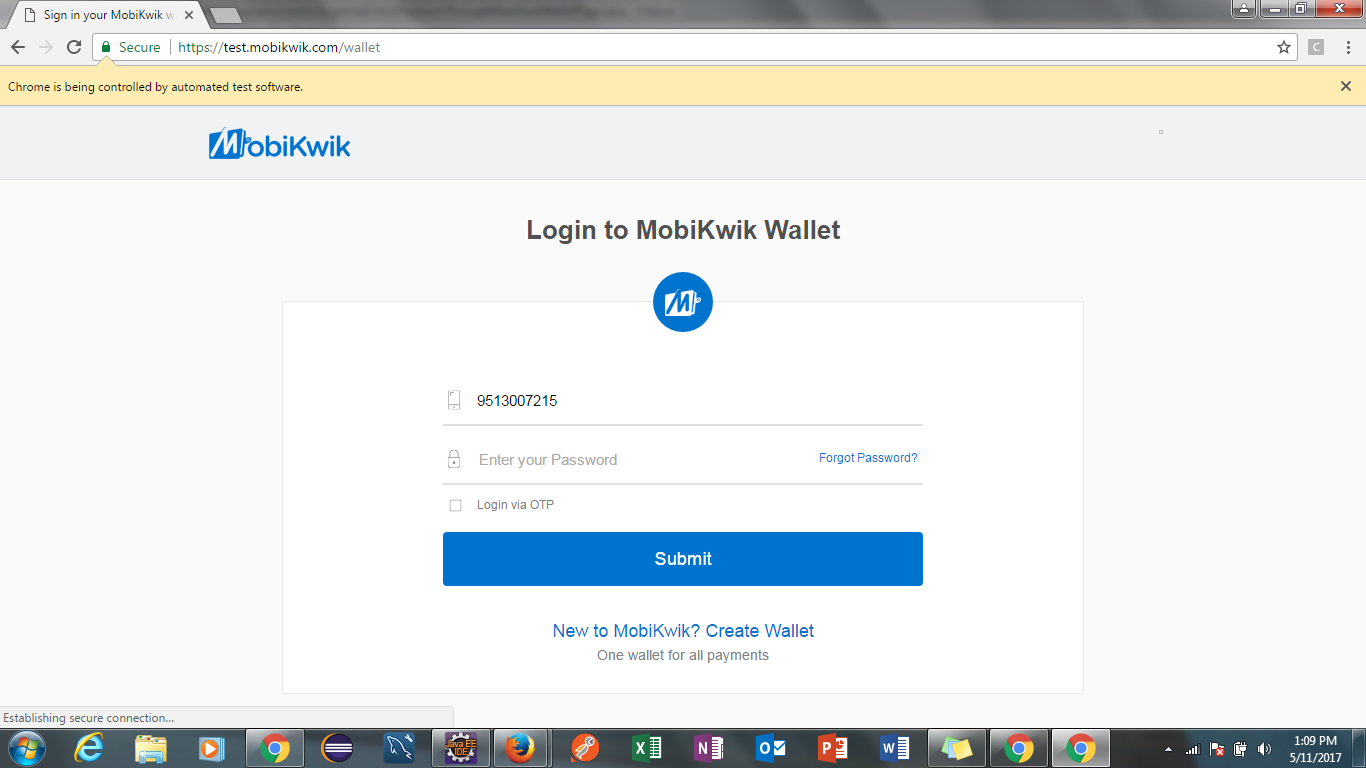 Sign in your MobiKwik w
Secure https://test.mobikwik.com/wallet
C
Chrome is being controlled by automated test software.
MobiKwik
Login to MobiKwik Wallet
M
9513007215
Enter your Password
Forgot Password?
Login via OTP
Submit
New to MobiKwik? Create Wallet
One wallet for all payments
Establishing secure connection...
Java EE
IDE
1:09 PM
5/11/2017